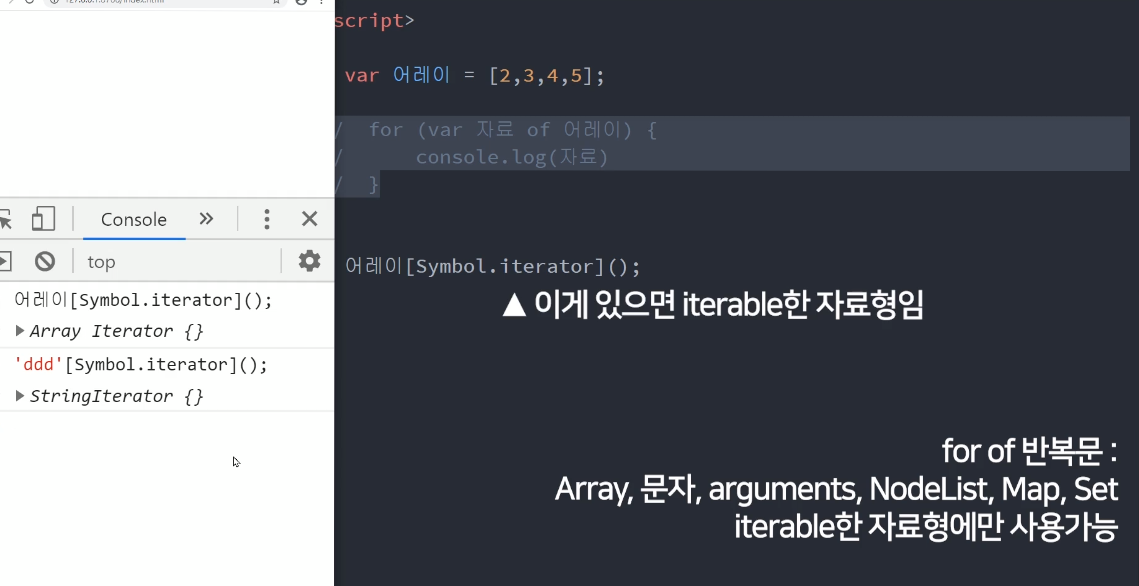 script>
var 어레이 = [2,3,4,5];
/  for (var 자료 of 어레이) {
/      console.log(자료)
/  }
어레이[Symbol.iterator]();
▲ 이게 있으면 iterable한 자료형임
for of 반복문 :
Array, 문자, arguments, NodeList, Map, Set
iterable한 자료형에만 사용가능
Console
top
어레이[Symbol.iterator]();
Array Iterator {}
'ddd'[Symbol.iterator]();
StringIterator {}